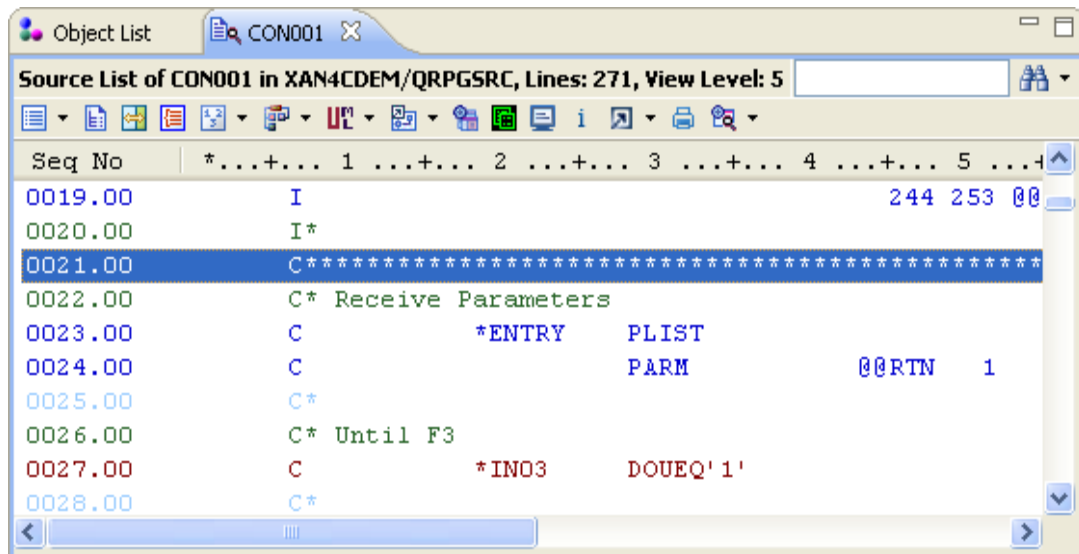 Object List CON001
Source List of CON001 in XAN4CDEM/QRPGSRC, Lines: 271, View Level: 5
Seq No *...+... 1 ...+... 2 ...+... 3 ...+... 4 ...+... 5 ...+
0019.00 I 244 253 @@
0020.00 I*
0021.00 C************************************************
0022.00 C* Receive Parameters
0023.00 C *ENTRY PLIST
0024.00 C PARM @@RTN 1
0025.00 C*
0026.00 C* Until F3
0027.00 C *IN03 DOUEQ'1'
0028.00 C*